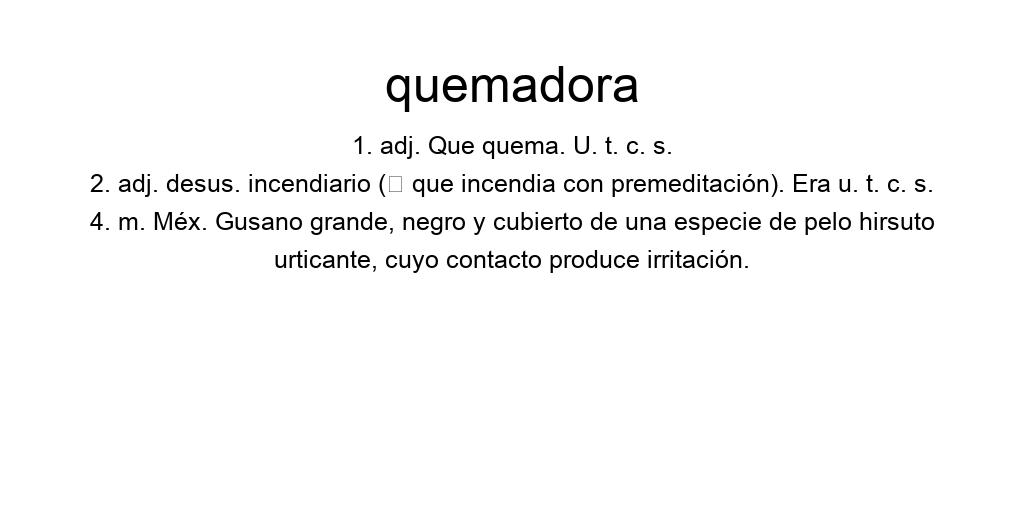 quemadora
1. adj. Que quema. U. t. c. s.
2. adj. desus. incendiario (□ que incendia con premeditación). Era u. t. c. s.
4. m. Méx. Gusano grande, negro y cubierto de una especie de pelo hirsuto
urticante, cuyo contacto produce irritación.